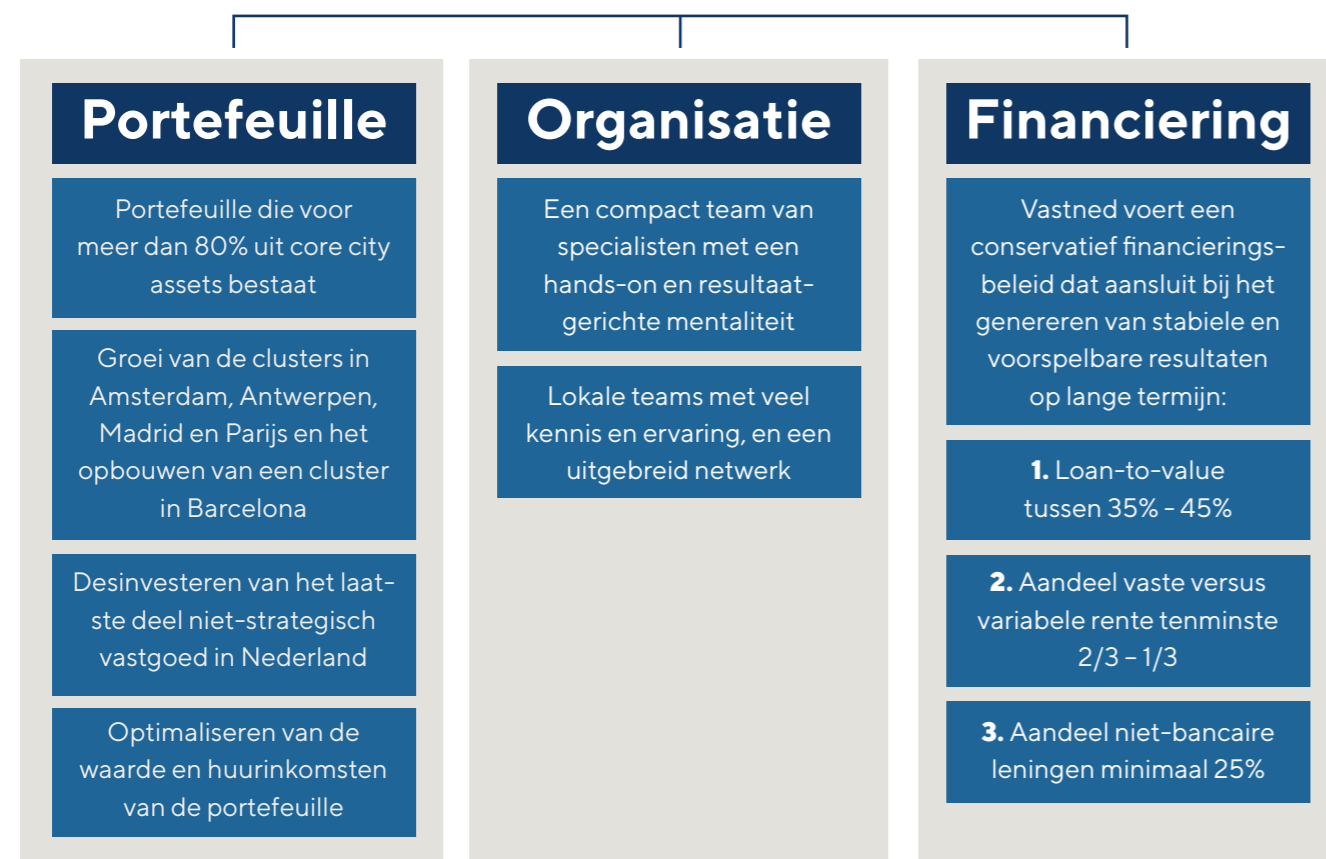 Portefeuille
Portefeuille die voor
meer dan 80% uit core city
assets bestaat
Groei van de clusters in
Amsterdam, Antwerpen,
Madrid en Parijs en het
opbouwen van een cluster
in Barcelona
Desinvesteren van het laat-
ste deel niet-strategisch
vastgoed in Nederland
Optimaliseren van de
waarde en huurinkomsten
van de portefeuille
Organisatie
Een compact team van
specialisten met een
hands-on en resultaat-
gerichte mentaliteit
Lokale teams met veel
kennis en ervaring, en een
uitgebreid netwerk
Financiering
Vastned voert een
conservatief financierings-
beleid dat aansluit bij het
genereren van stabiele en
voorspelbare resultaten
op lange termijn:
1. Loan-to-value
tussen 35% - 45%
2. Aandeel vaste versus
variabele rente tenminste
2/3 – 1/3
3. Aandeel niet-bancaire
leningen minimaal 25%